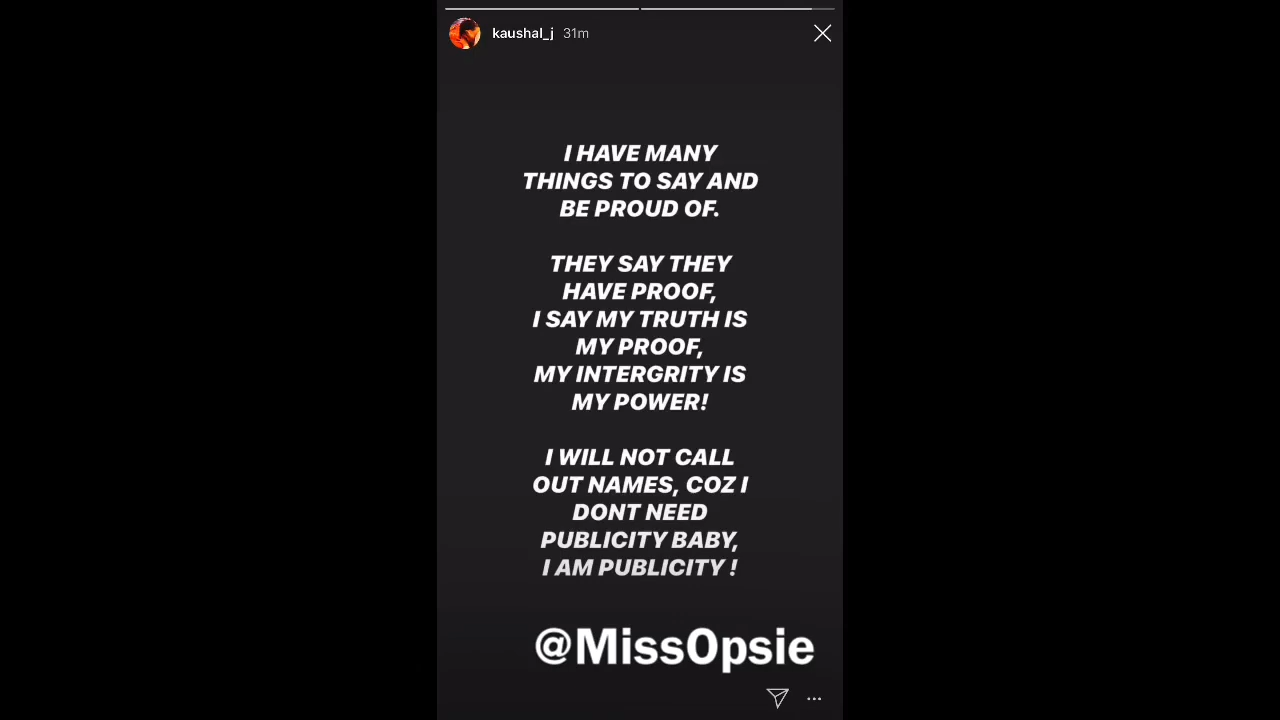 kaushal_j 31m
I HAVE MANY
THINGS TO SAY AND
BE PROUD OF.
THEY SAY THEY
HAVE PROOF,
I SAY MY TRUTH IS
MY PROOF,
MY INTERGRITY IS
MY POWER!
I WILL NOT CALL
OUT NAMES, COZ I
DONT NEED
PUBLICITY BABY,
I AM PUBLICITY !
@MissOpsie